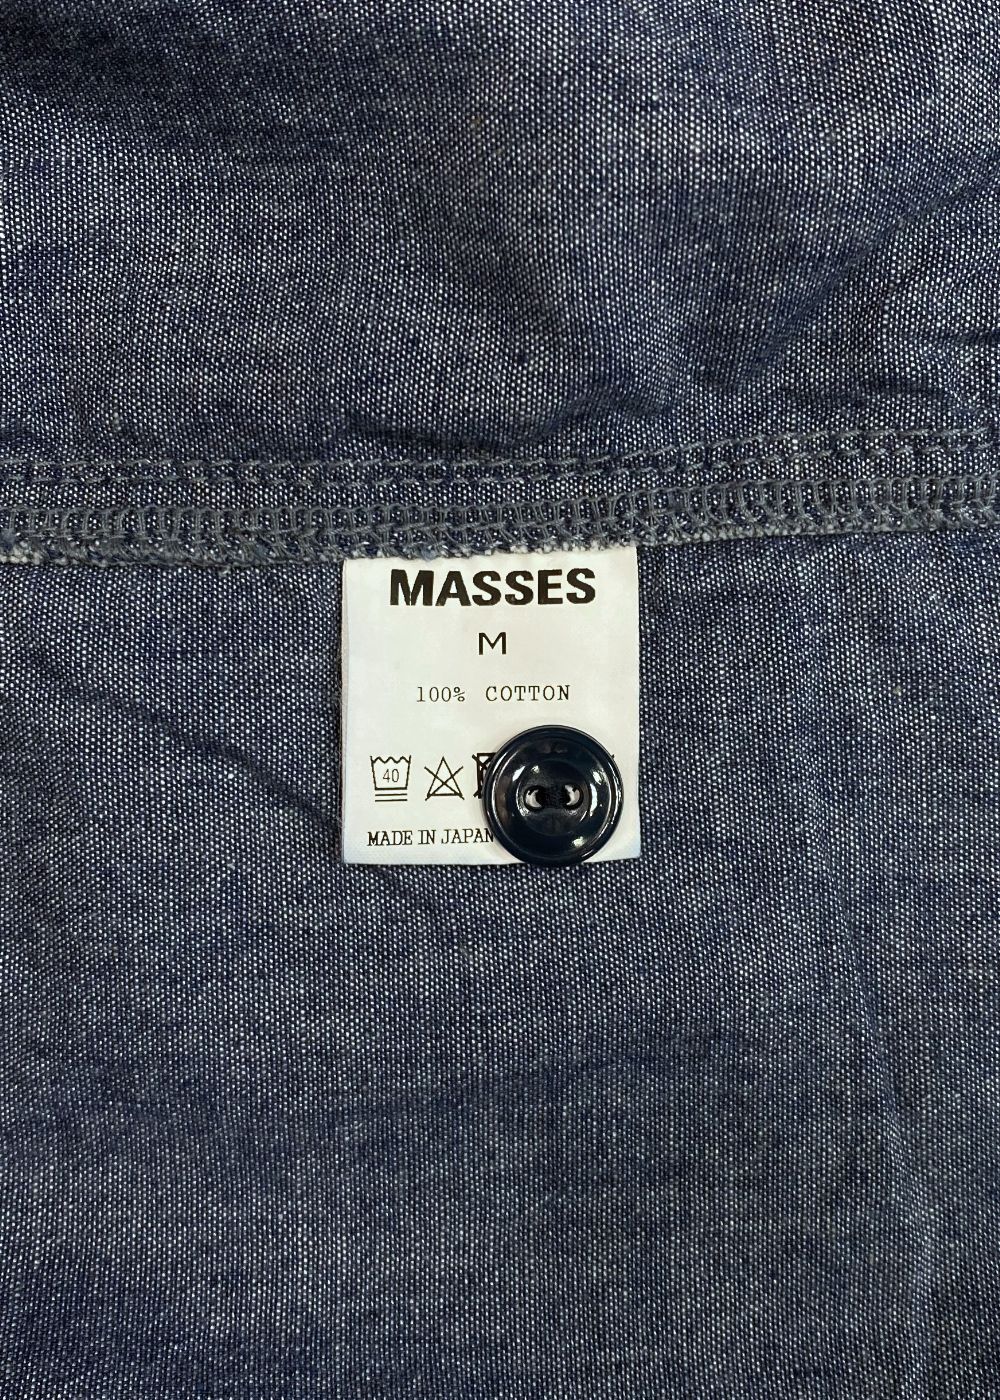 MASSES
M
100% COTTON
40
MADE IN JAPAN